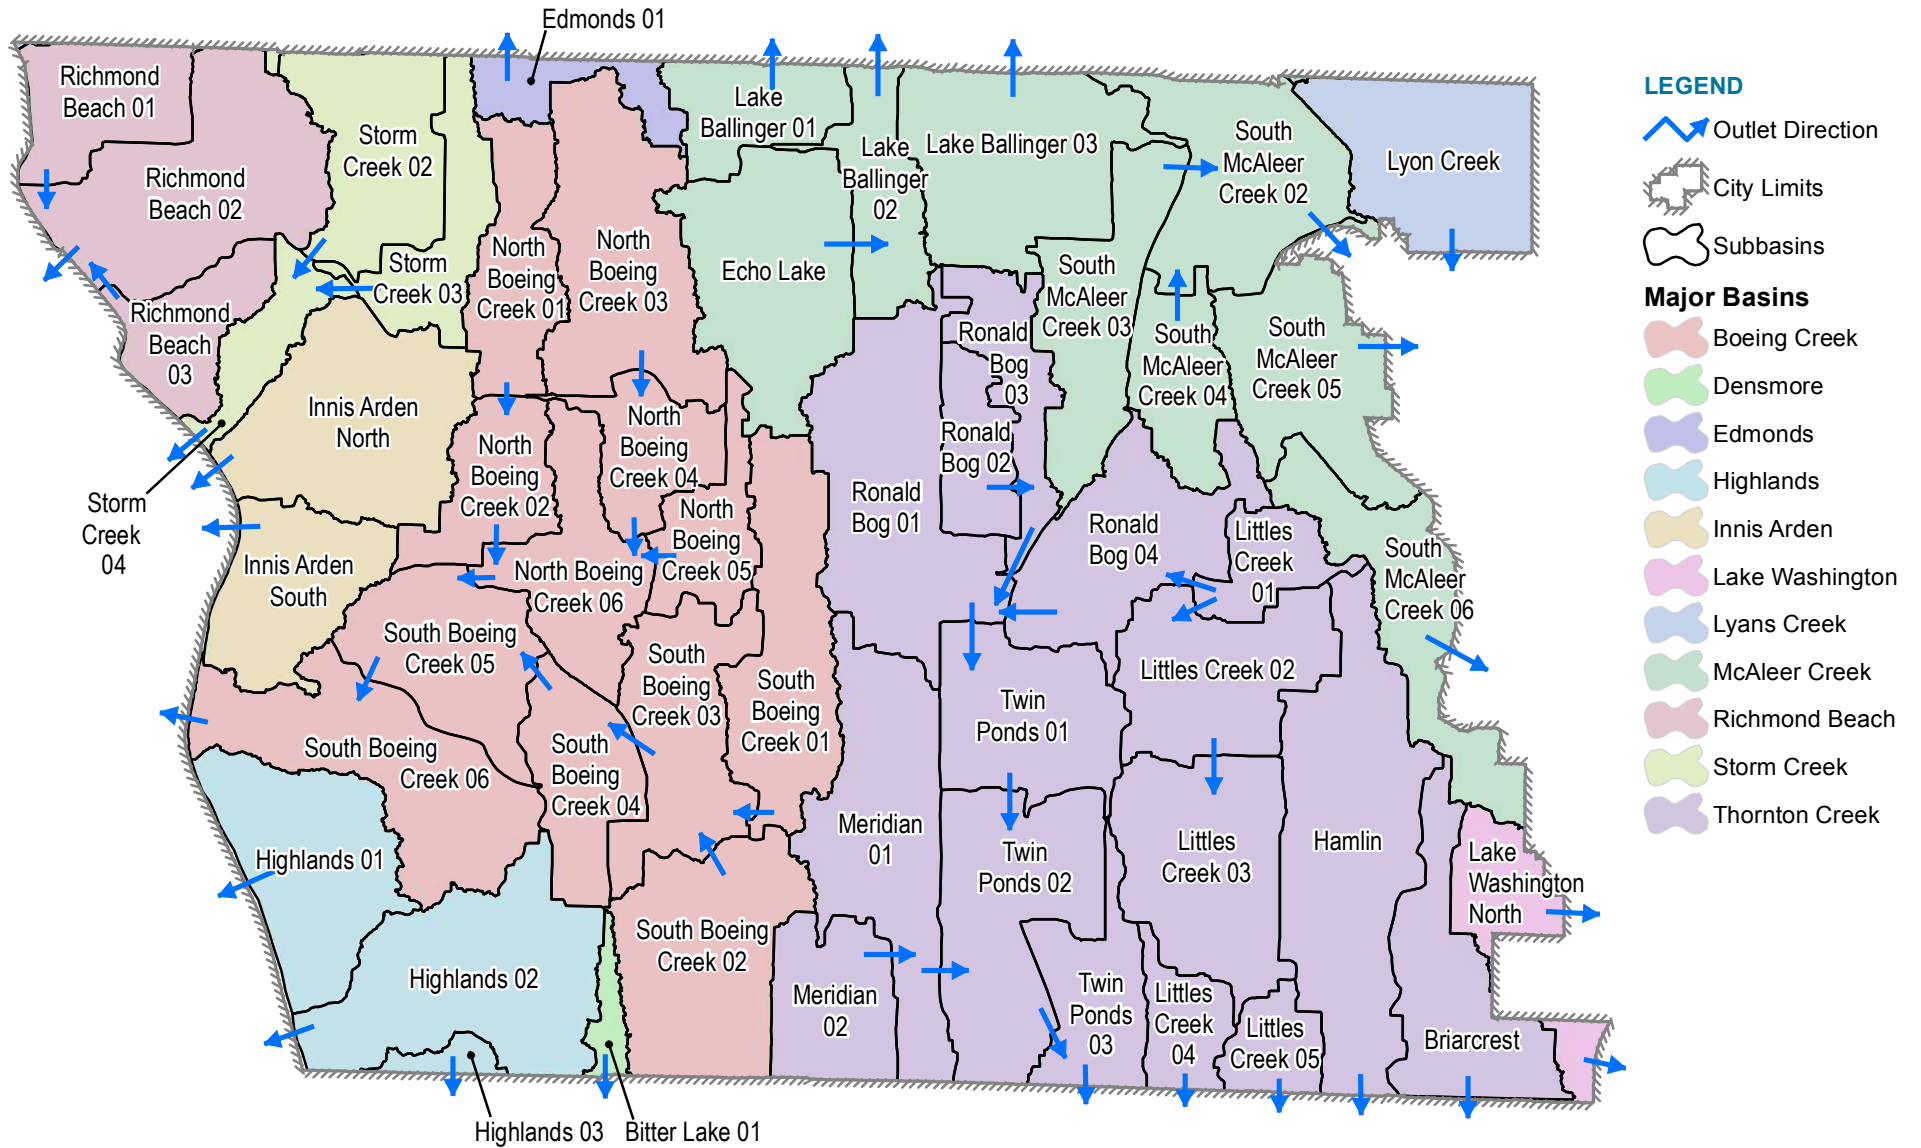 Edmonds 01
Richmond
Beach 01
Storm
Creek 02
Lake
Ballinger 01
Lake
Ballinger
02
Lake Ballinger 03
South
McAleer
Creek 02
Lyon Creek
Richmond
Beach 02
North
Boeing
Creek 01
North
Boeing
Creek 03
Echo Lake
Storm
Creek 03
South
McAleer
Creek 03
Richmond
Beach
03
Ronald
Bog
03
South
McAleer
Creek 04
South
McAleer
Creek 05
Innis Arden
North
North
Boeing
Creek 02
North
Boeing
Creek 04
Ronald
Bog 02
Storm
Creek
04
North
Boeing
Creek 05
Ronald
Bog 01
Ronald
Bog 04
Littles
Creek
01
South
McAleer
Creek 06
Innis Arden
South
North Boeing
Creek 06
South Boeing
Creek 05
South
Boeing
Creek 03
South
Boeing
Creek 01
Littles Creek 02
Twin
Ponds 01
South Boeing
Creek 06
South
Boeing
Creek 04
Meridian
01
Twin
Ponds 02
Littles
Creek 03
Hamlin
Lake
Washington
North
Highlands 01
South Boeing
Creek 02
Highlands 02
Meridian
02
Twin
Ponds
03
Littles
Creek
04
Littles
Creek 05
Briarcrest
Highlands 03
Bitter Lake 01
LEGEND
Outlet Direction
City Limits
Subbasins
Major Basins
Boeing Creek
Densmore
Edmonds
Highlands
Innis Arden
Lake Washington
Lyans Creek
McAleer Creek
Richmond Beach
Storm Creek
Thornton Creek